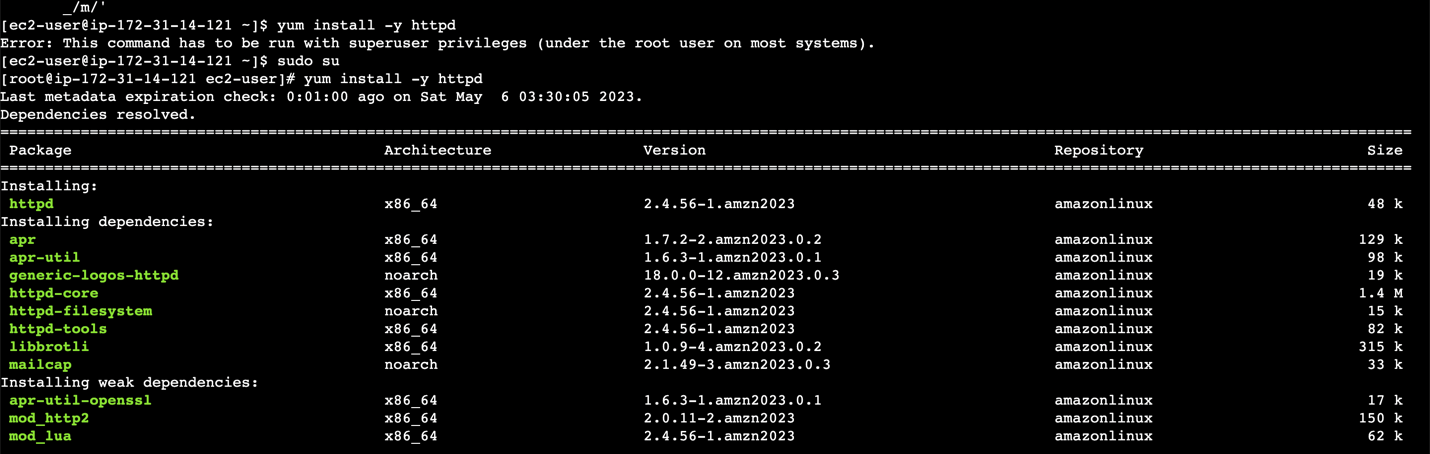 _/m/'
[ec2-user@ip-172-31-14-121 ~]$ yum install -y httpd
Error: This command has to be run with superuser privileges (under the root user on most systems).
[ec2-user@ip-172-31-14-121 ~]$ sudo su
[root@ip-172-31-14-121 ec2-user]# yum install -y httpd
Last metadata expiration check: 0:01:00 ago on Sat May  6 03:30:05 2023.
Dependencies resolved.
Package Architecture Version Repository Size
Installing:
httpd x86_64 2.4.56-1.amzn2023 amazonlinux 48 k
Installing dependencies:
apr x86_64 1.7.2-2.amzn2023.0.2 amazonlinux 129 k
apr-util x86_64 1.6.3-1.amzn2023.0.1 amazonlinux 98 k
generic-logos-httpd noarch 18.0.0-12.amzn2023.0.3 amazonlinux 19 k
httpd-core x86_64 2.4.56-1.amzn2023 amazonlinux 1.4 M
httpd-filesystem noarch 2.4.56-1.amzn2023 amazonlinux 15 k
httpd-tools x86_64 2.4.56-1.amzn2023 amazonlinux 82 k
libbrotli x86_64 1.0.9-4.amzn2023.0.2 amazonlinux 315 k
mailcap noarch 2.1.49-3.amzn2023.0.3 amazonlinux 33 k
Installing weak dependencies:
apr-util-openssl x86_64 1.6.3-1.amzn2023.0.1 amazonlinux 17 k
mod_http2 x86_64 2.0.11-2.amzn2023 amazonlinux 150 k
mod_lua x86_64 2.4.56-1.amzn2023 amazonlinux 62 k